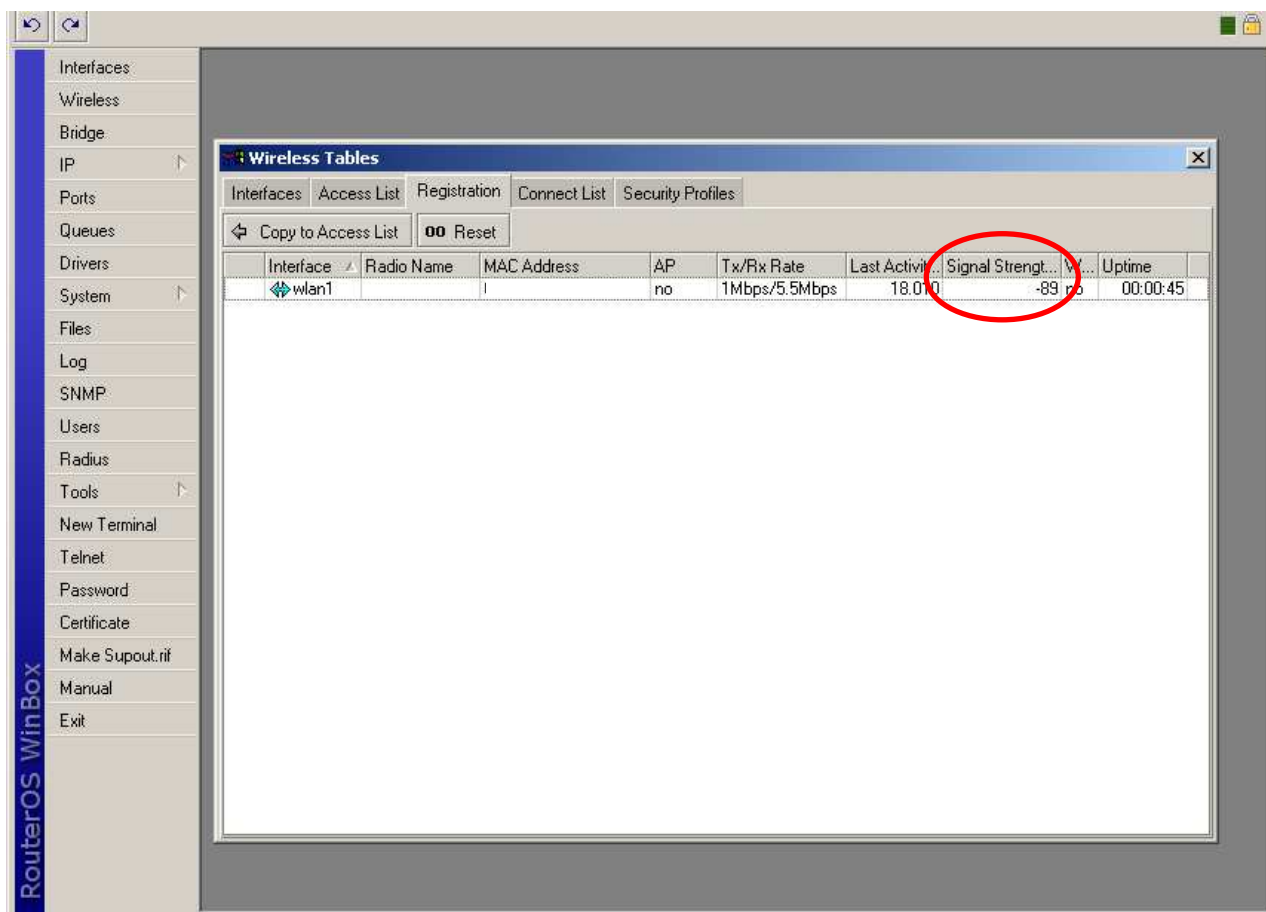 Interfaces
Wireless
Bridge
IP
Ports
Queues
Drivers
System
Files
Log
SNMP
Users
Radius
Tools
New Terminal
Telnet
Password
Certificate
Make Supout.rif
Manual
Exit
RouterOS WinBox
Wireless Tables
Interfaces Access List Registration Connect List Security Profiles
Copy to Access List 00 Reset
Interface Radio Name MAC Address AP Tx/Rx Rate Last Activit... Signal Strengt... W... Uptime
wlan1 no 1Mbps/5.5Mbps 18.010 -89 no 00:00:45